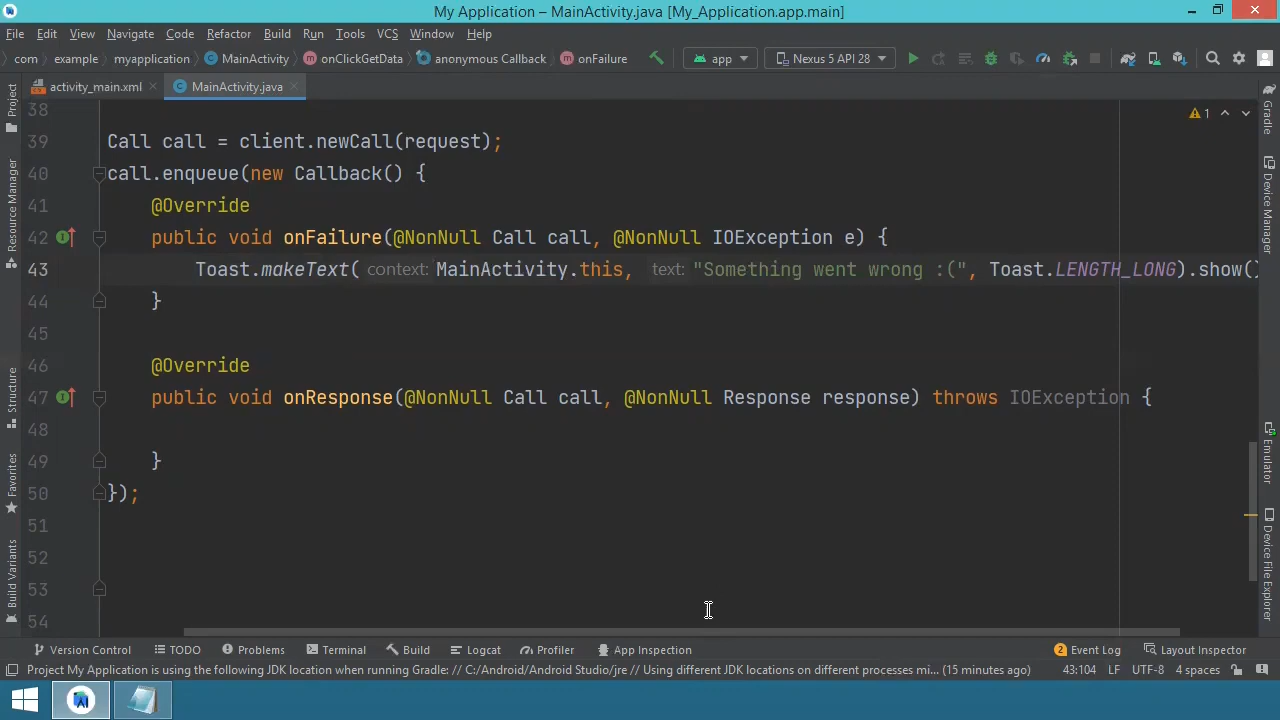 My Application – MainActivity.java [My_Application.app.main]
File Edit View Navigate Code Refactor Build Run Tools VCS Window Help
com example myapplication MainActivity onClickGetData anonymous Callback onFailure app Nexus 5 API 28
activity_main.xml MainActivity.java
1
38
39 Call call = client.newCall(request);
40 call.enqueue(new Callback() {
41 @Override
42 public void onFailure(@NonNull Call call, @NonNull IOException e) {
43 Toast.makeText( context: MainActivity.this, text: "Something went wrong :(", Toast.LENGTH_LONG).show()
44 }
45
46 @Override
47 public void onResponse(@NonNull Call call, @NonNull Response response) throws IOException {
48
49 }
50 });
51
52
53
54
Project
Resource Manager
Structure
Favorites
Build Variants
Gradle
Device Manager
Emulator
Device File Explorer
Version Control TODO Problems Terminal Build Logcat Profiler App Inspection 2 Event Log Layout Inspector
Project My Application is using the following JDK location when running Gradle: // C:/Android/Android Studio/jre // Using different JDK locations on different processes mi... (15 minutes ago) 43:104 LF UTF-8 4 spaces